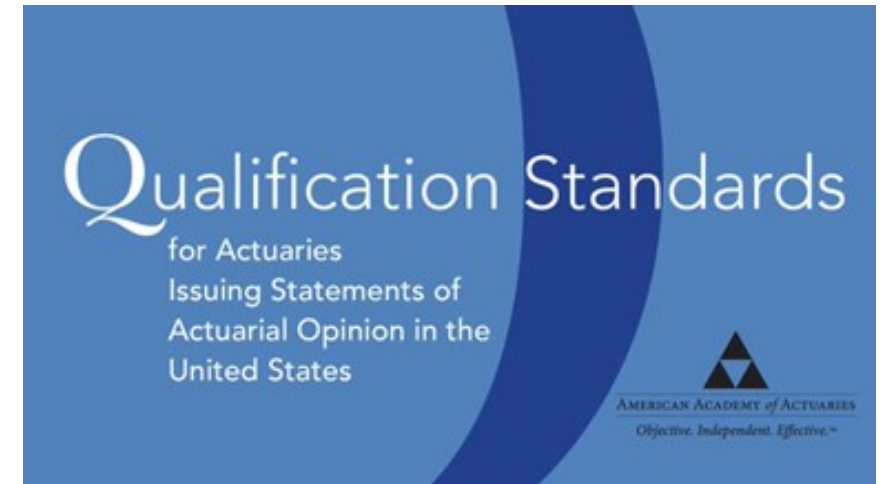 Qualification Standards
for Actuaries
Issuing Statements of
Actuarial Opinion in the
United States
AMERICAN ACADEMY of ACTUARIES
Objective. Independent. Effective.™